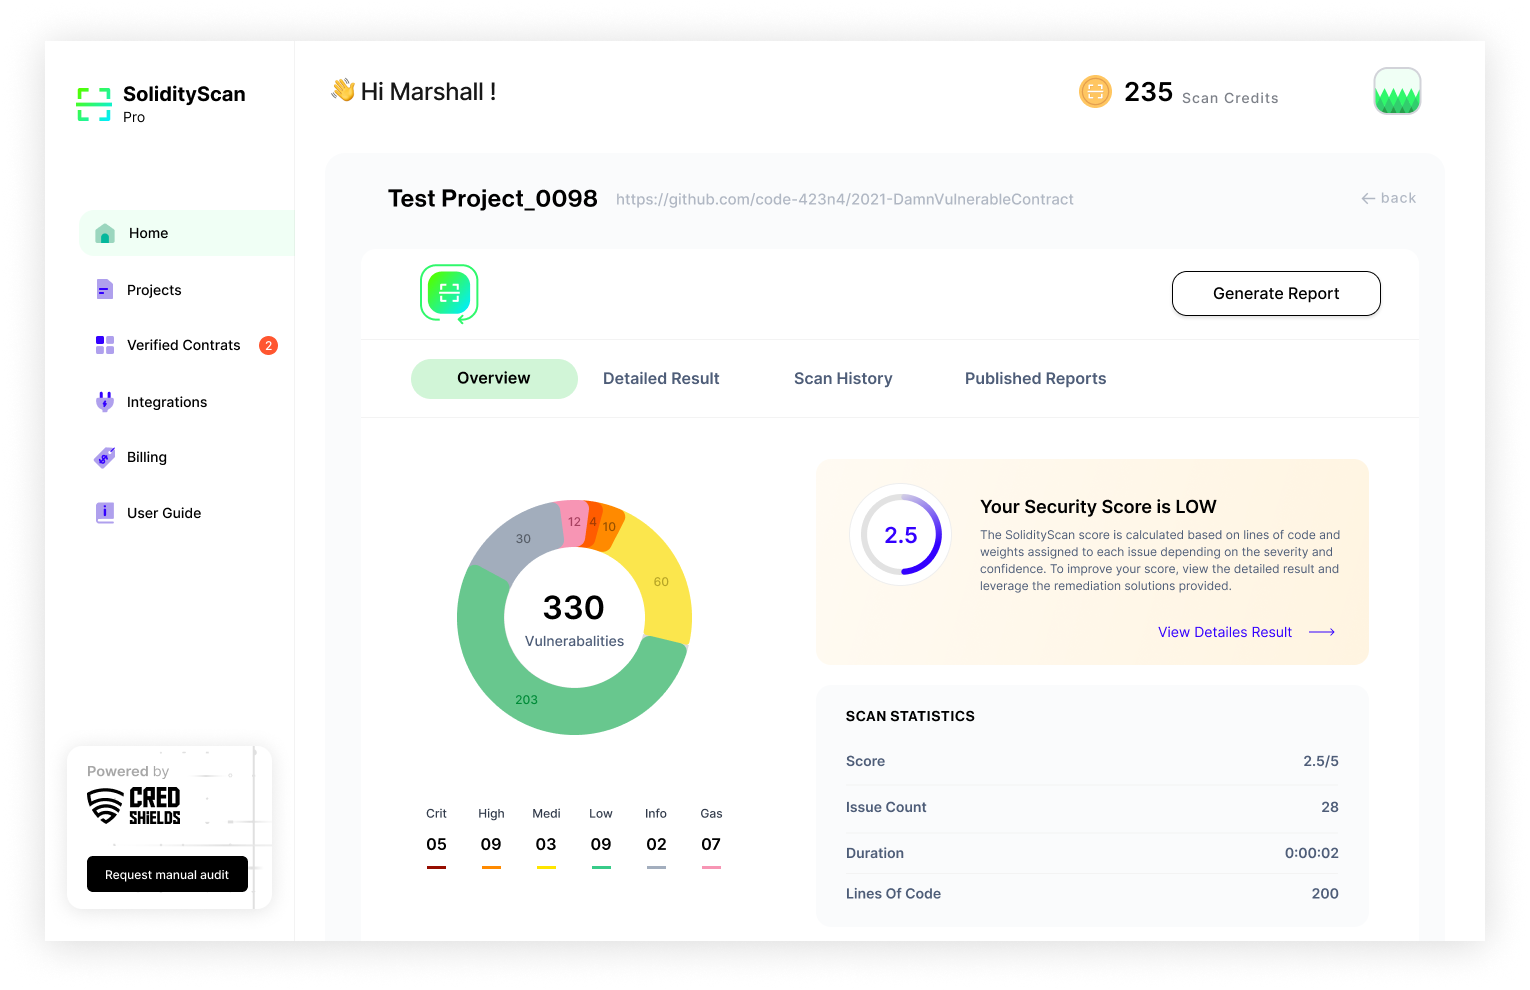 SolidityScan
Pro
Hi Marshall !
235 Scan Credits
Test Project_0098
https://github.com/code-423n4/2021-DamnVulnerableContract
back
Home
Projects
Verified Contrats
2
Integrations
Billing
User Guide
Generate Report
Overview
Detailed Result
Scan History
Published Reports
12
4
10
30
60
330
Vulnerabalities
203
Crit
High
Medi
Low
Info
Gas
05
09
03
09
02
07
2.5
Your Security Score is LOW
The SolidityScan score is calculated based on lines of code and
weights assigned to each issue depending on the severity and
confidence. To improve your score, view the detailed result and
leverage the remediation solutions provided.
View Detailes Result
SCAN STATISTICS
Score 2.5/5
Issue Count 28
Duration 0:00:02
Lines Of Code 200
Powered by
CRED
SHIELDS
Request manual audit